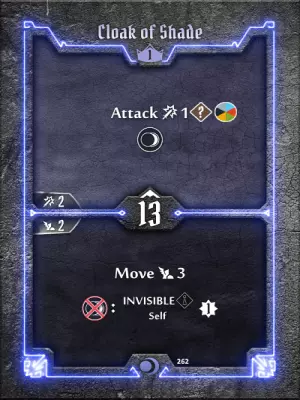 Cloak of Shade
1
Attack 1 ?
2
13
2
Move 3
: INVISIBLE 1
Self
262